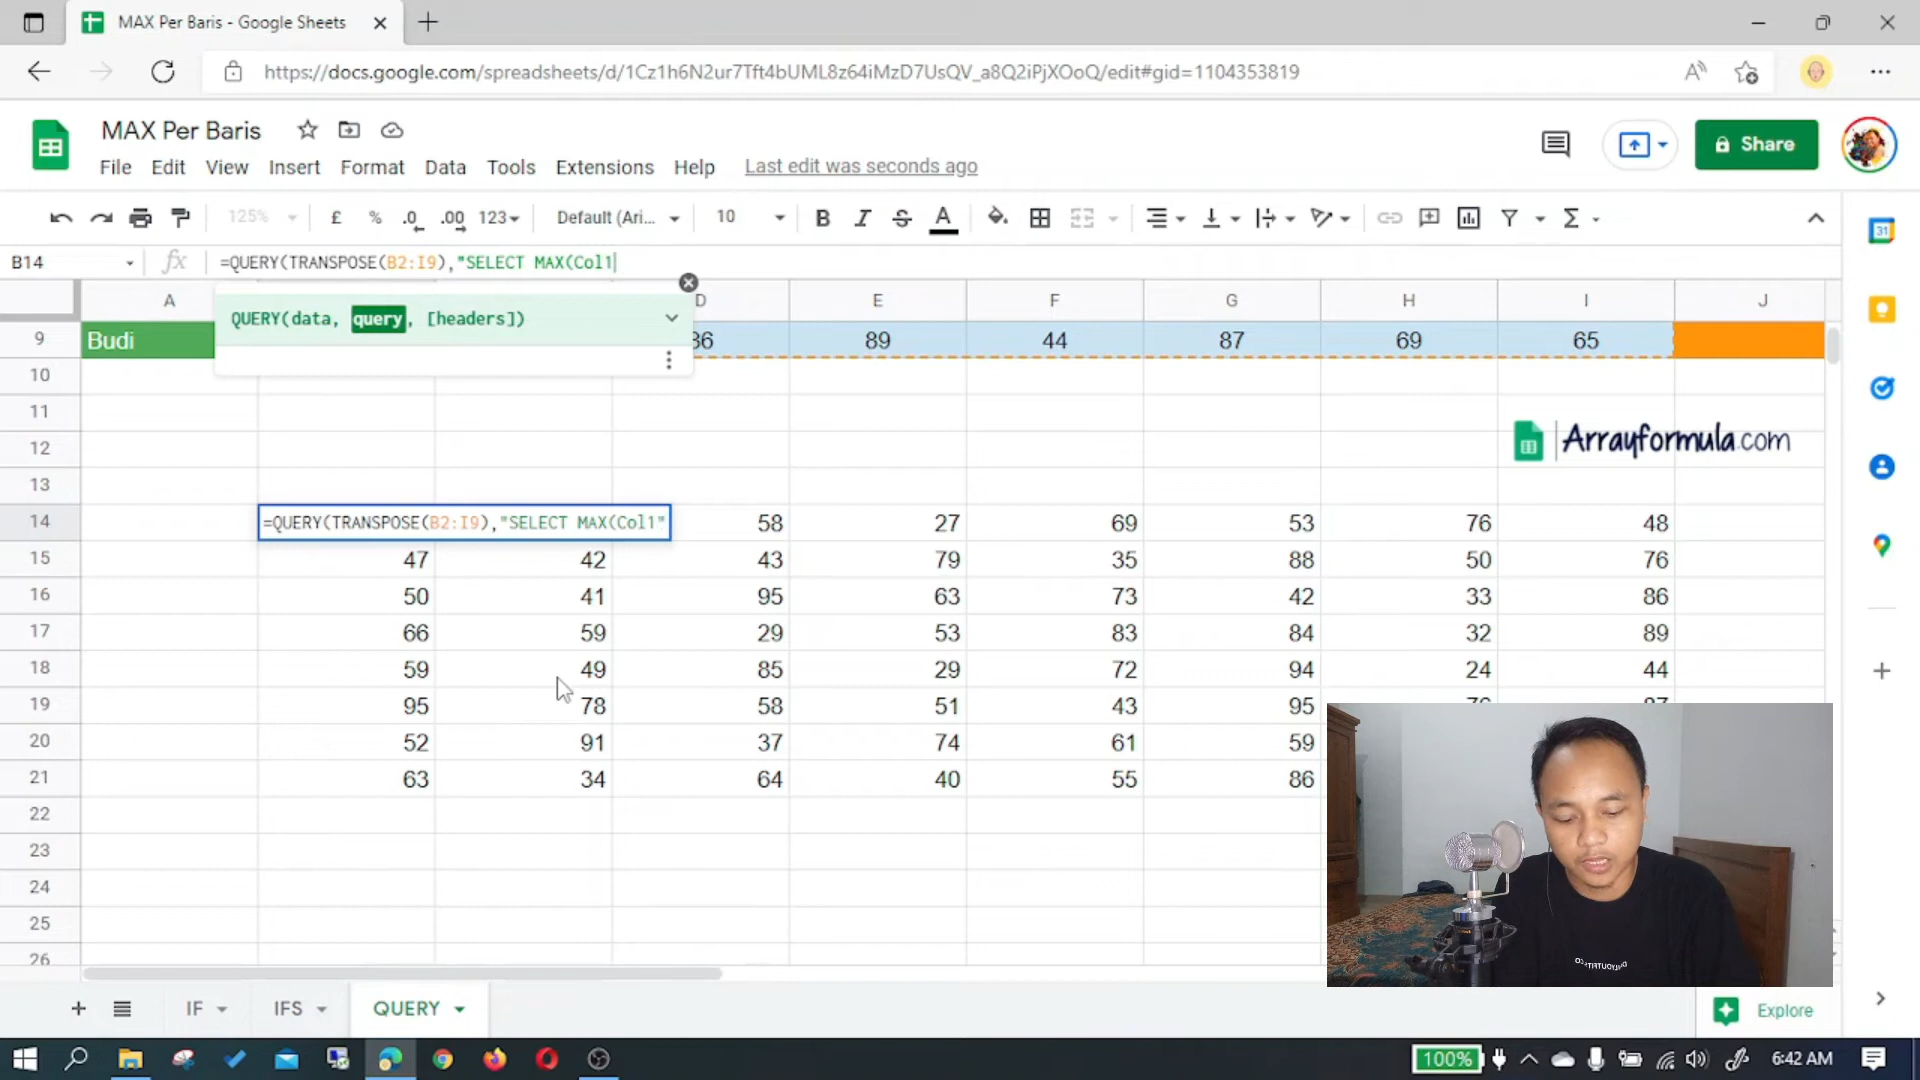 MAX Per Baris - Google Sheets
https://docs.google.com/spreadsheets/d/1Cz1h6N2ur7Tft4bUML8z64iMzD7UsQV_a8Q2iPjXOoQ/edit#gid=1104353819
MAX Per Baris
Share
File Edit View Insert Format Data Tools Extensions Help Last edit was seconds ago
125% £ % .0 .00 123 Default (Ari... 10 B I S A Σ
31
B14 fx =QUERY(TRANSPOSE(B2:I9),"SELECT MAX(Col1
A D E F G H I J
QUERY(data, query, [headers])
9 Budi 86 89 44 87 69 65
10
11
12 Arrayformula.com
13
14 =QUERY(TRANSPOSE(B2:I9),"SELECT MAX(Col1" 58 27 69 53 76 48
15 47 42 43 79 35 88 50 76
16 50 41 95 63 73 42 33 86
17 66 59 29 53 83 84 32 89
18 59 49 85 29 72 94 24 44
19 95 78 58 51 43 95
20 52 91 37 74 61 59
21 63 34 64 40 55 86
22
23
24
25
26
IF IFS QUERY Explore
100% 6:42 AM